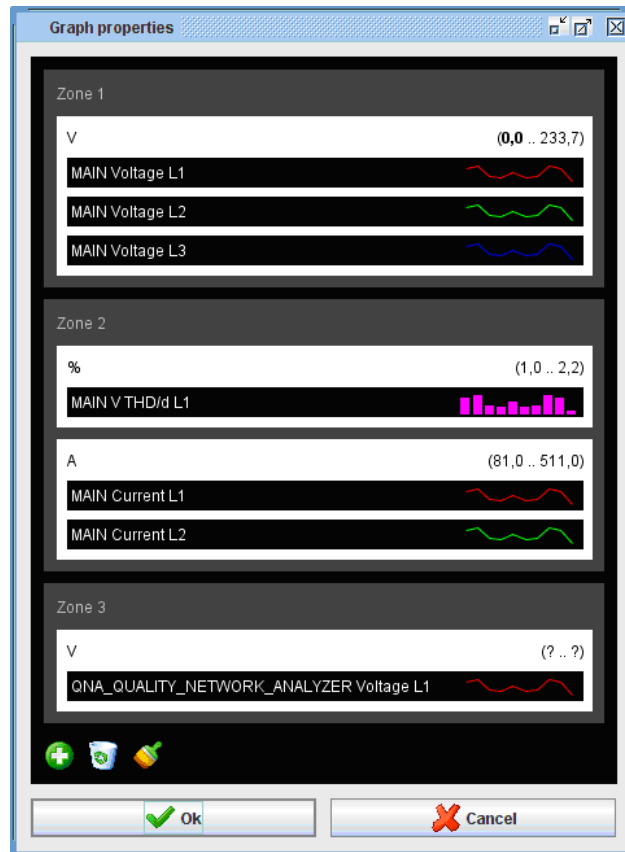 Graph properties
Zone 1
V (0,0 .. 233,7)
MAIN Voltage L1
MAIN Voltage L2
MAIN Voltage L3
Zone 2
% (1,0 .. 2,2)
MAIN V THD/d L1
A (81,0 .. 511,0)
MAIN Current L1
MAIN Current L2
Zone 3
V (? .. ?)
QNA_QUALITY_NETWORK_ANALYZER Voltage L1
Ok Cancel